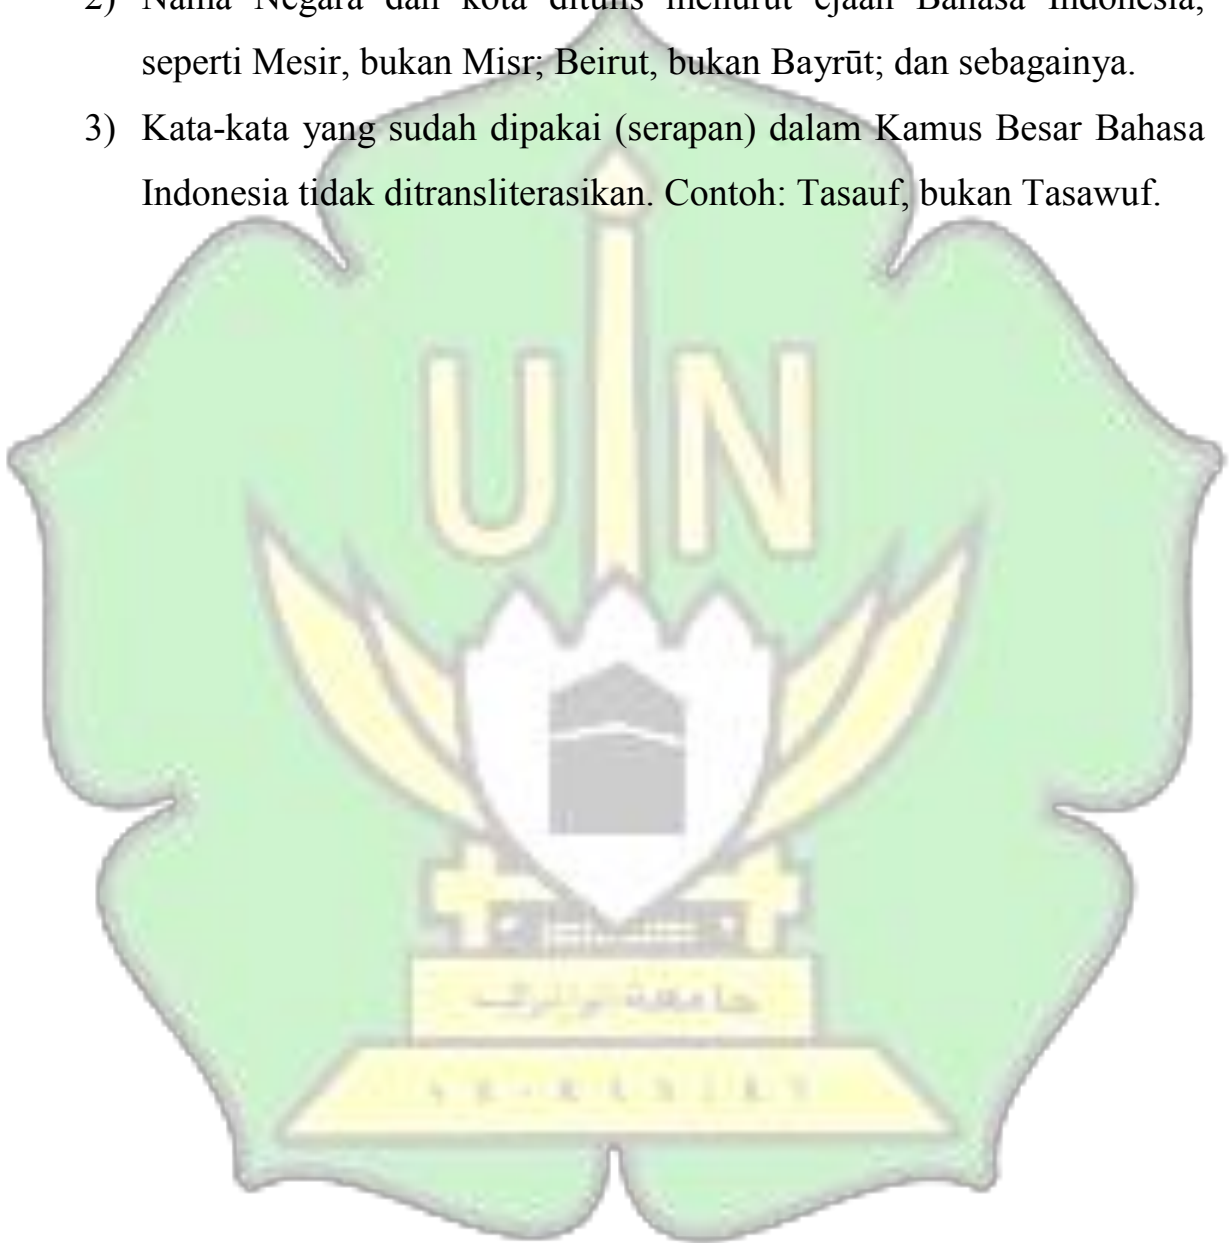 2) Nama Negara dan kota ditulis menurut ejaan Bahasa Indonesia,
seperti Mesir, bukan Misr; Beirut, bukan Bayrūt; dan sebagainya.
3) Kata-kata yang sudah dipakai (serapan) dalam Kamus Besar Bahasa
Indonesia tidak ditransliterasikan. Contoh: Tasauf, bukan Tasawuf.
UIN